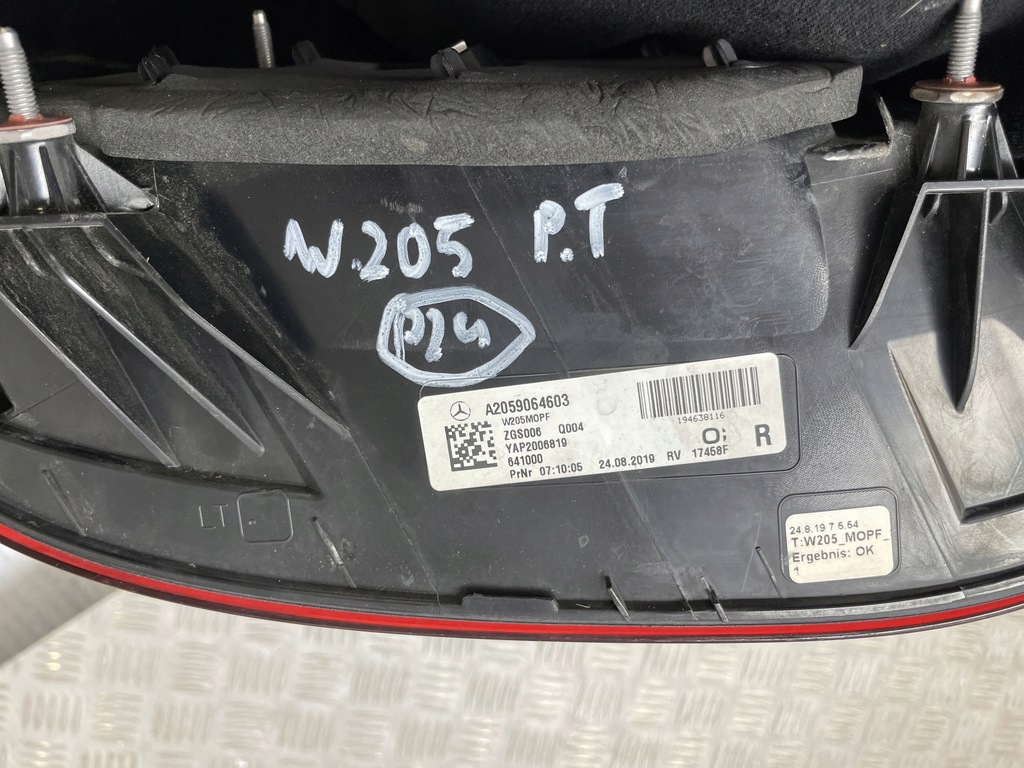 W.205 P.T
P24
A2059064603
W205MOPF
ZGS006 Q004
YAP2006819
641000
PrNr 07:10:05 24.08.2019 RV 17458F
194638116
O; R
LT
24.8.19 7 5.54
T:W205_MOPF_
Ergebnis: OK
1